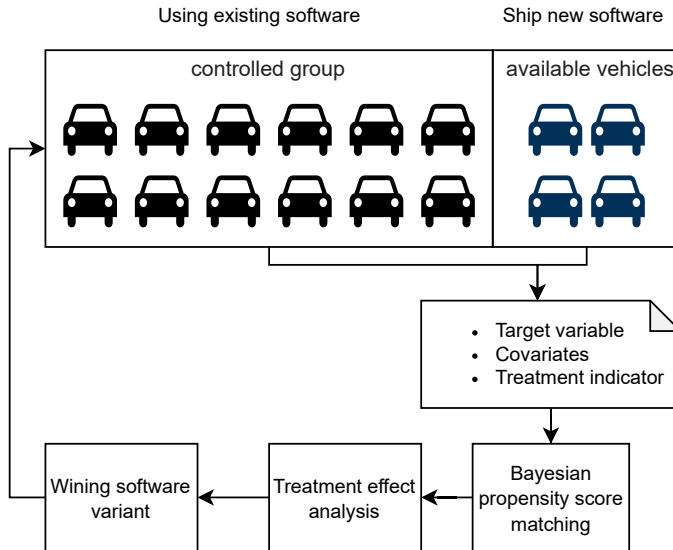 Using existing software
Ship new software
controlled group
available vehicles
• Target variable
• Covariates
• Treatment indicator
Wining software
variant
Treatment effect
analysis
Bayesian
propensity score
matching